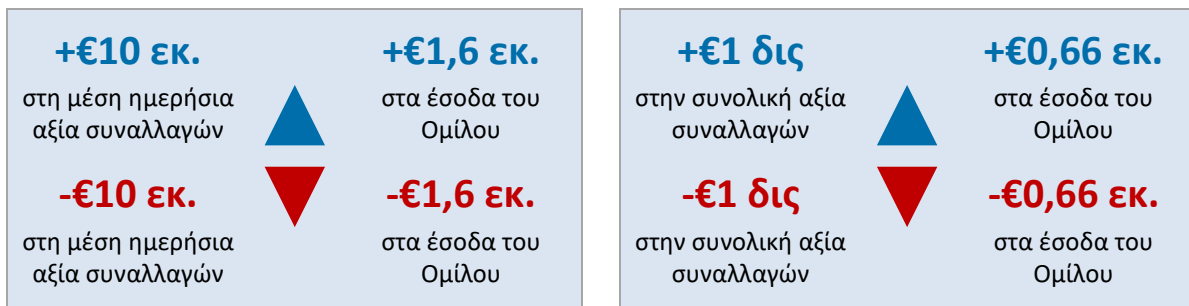 +€10 εκ.
στη μέση ημερήσια
αξία συναλλαγών
+€1,6 εκ.
στα έσοδα του
Ομίλου
-€10 εκ.
στη μέση ημερήσια
αξία συναλλαγών
-€1,6 εκ.
στα έσοδα του
Ομίλου
+€1 δις
στην συνολική αξία
συναλλαγών
+€0,66 εκ.
στα έσοδα του
Ομίλου
-€1 δις
στην συνολική αξία
συναλλαγών
-€0,66 εκ.
στα έσοδα του
Ομίλου